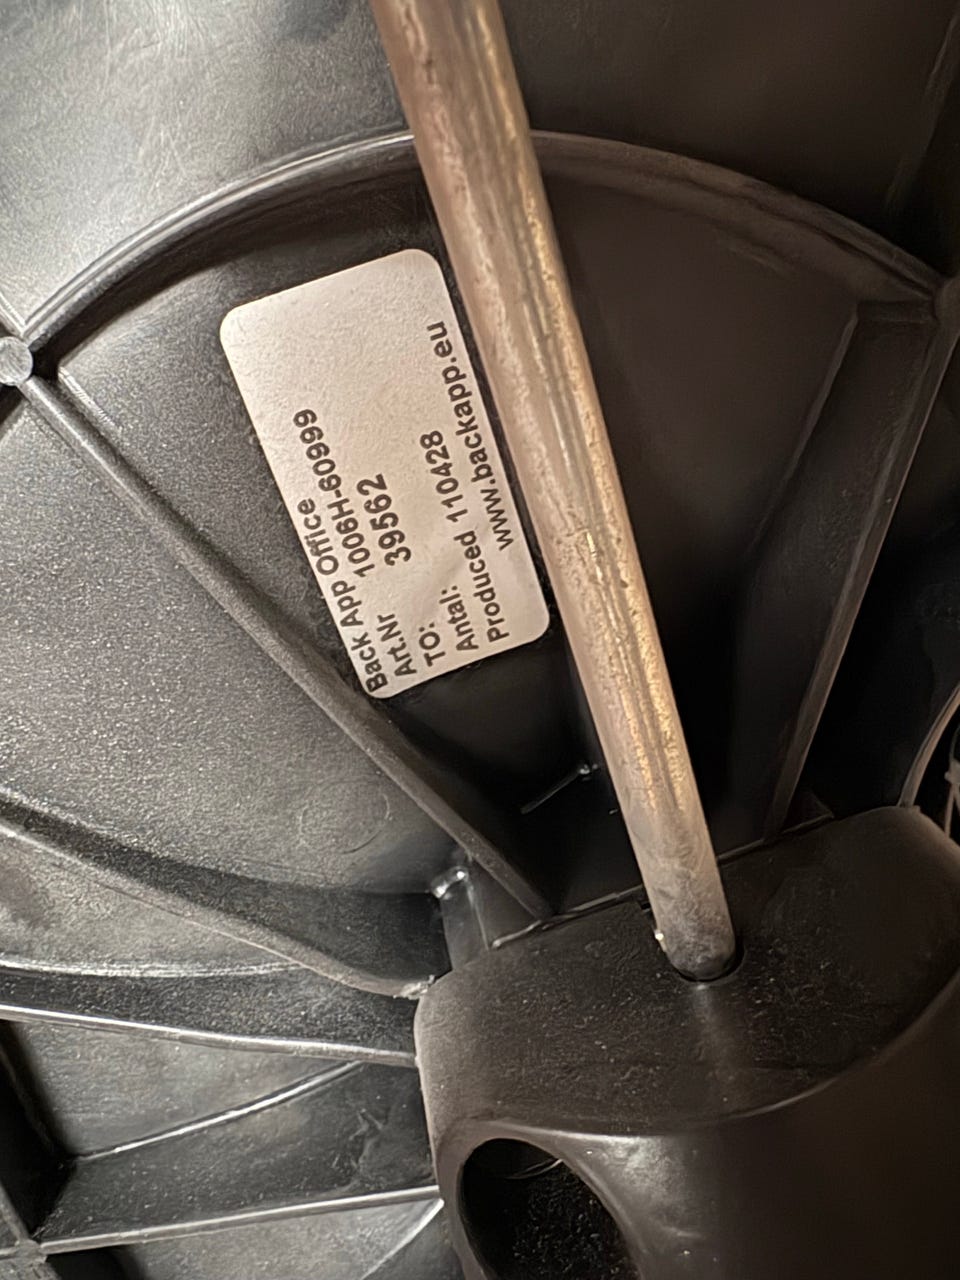 Back App Office
Art.Nr 1006H-60999
TO: 39562
Antal:
Produced 110428
www.backapp.eu